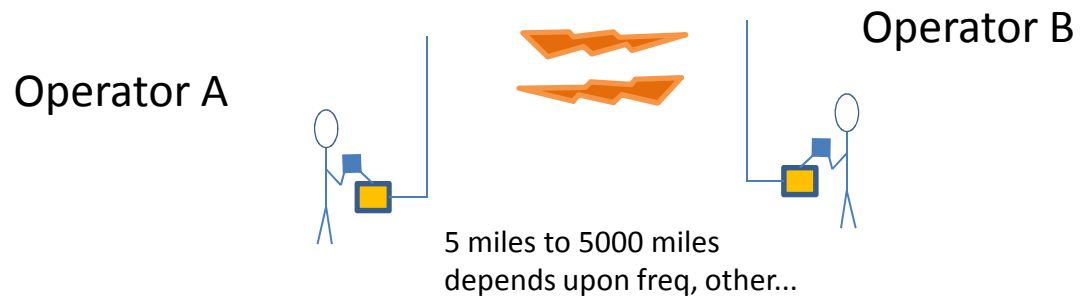 Operator B
Operator A
5 miles to 5000 miles
depends upon freq, other...